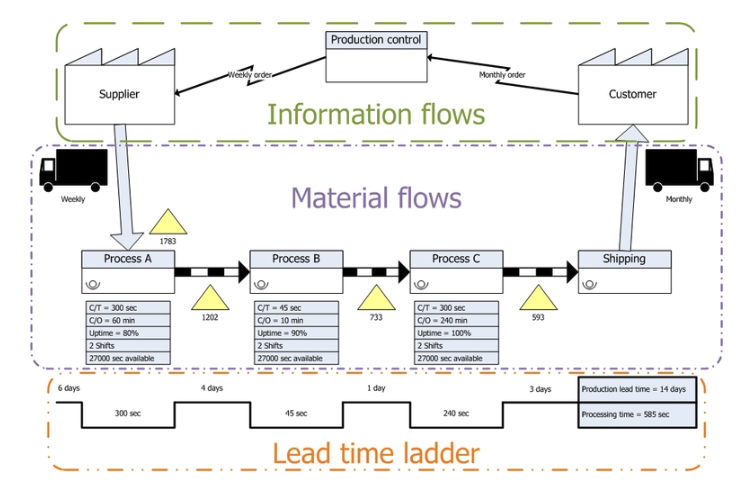 Production control
Weekly order
Monthly order
Supplier
Customer
Information flows
Weekly
Material flows
Monthly
1783
Process A
Process B
Process C
Shipping
1202
733
593
C/T = 300 sec
C/O = 60 min
Uptime = 80%
2 Shifts
27000 sec available
C/T = 45 sec
C/O = 10 min
Uptime = 90%
2 Shifts
27000 sec available
C/T = 300 sec
C/O = 240 min
Uptime = 100%
2 Shifts
27000 sec available
6 days
4 days
1 day
3 days
Production lead time = 14 days
300 sec
45 sec
240 sec
Processing time = 585 sec
Lead time ladder